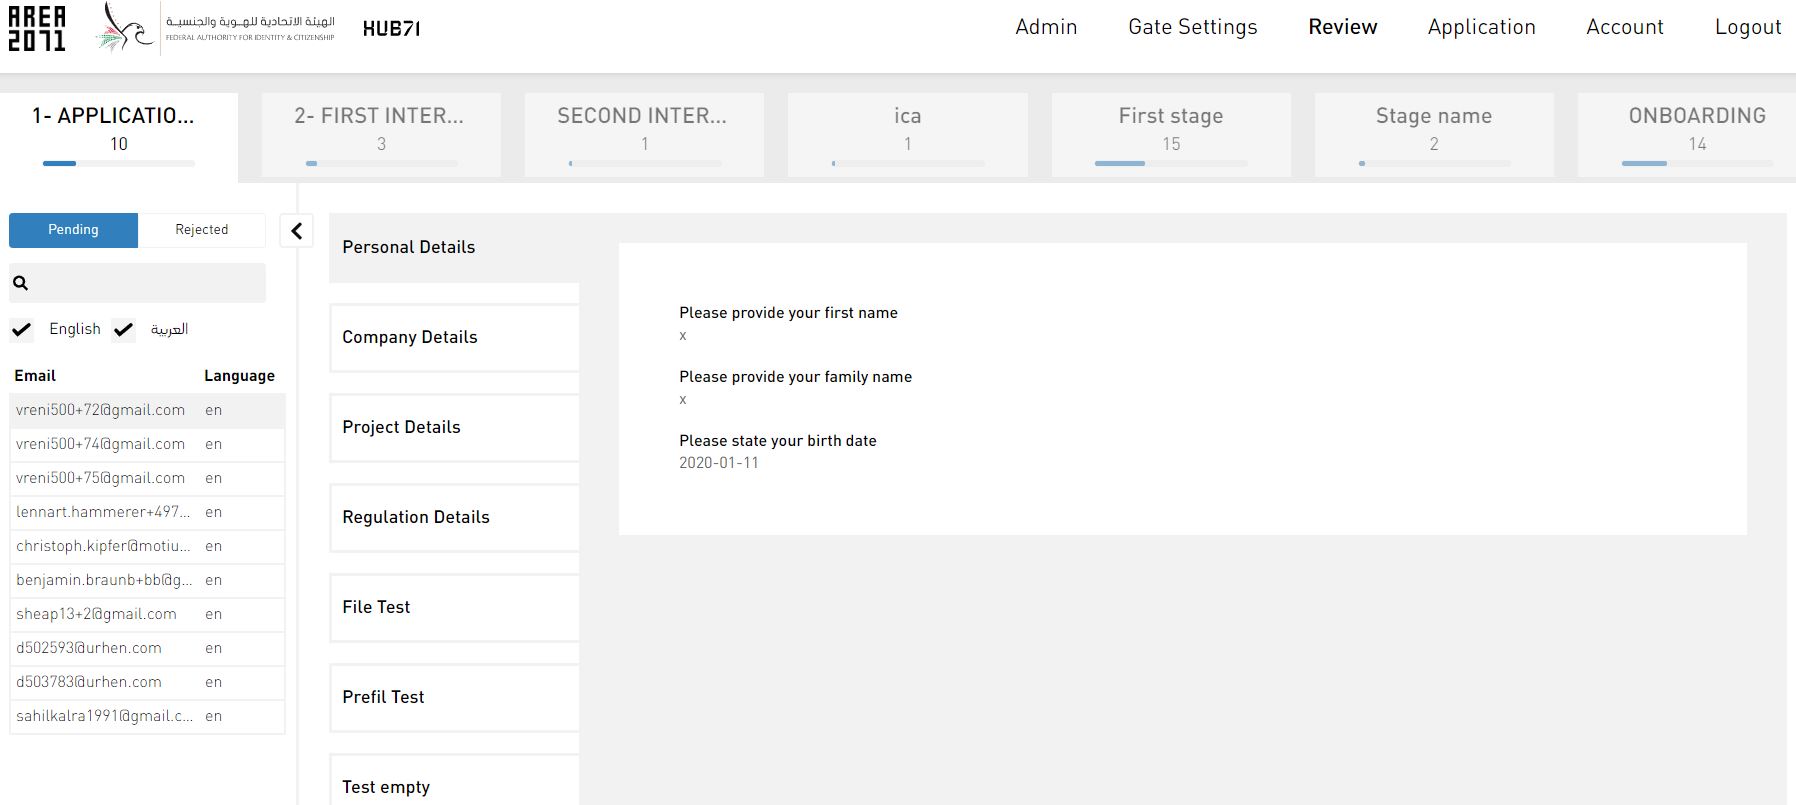 AREA
2071
الهيئة الاتحادية للهــوية والجنسيــة
FEDERAL AUTHORITY FOR IDENTITY & CITIZENSHIP
HUB71
Admin
Gate Settings
Review
Application
Account
Logout
1- APPLICATIO...
10
2- FIRST INTER...
3
SECOND INTER...
1
ica
1
First stage
15
Stage name
2
ONBOARDING
14
Pending
Rejected
English
العربية
Email Language
vreni500+72@gmail.com en
vreni500+74@gmail.com en
vreni500+75@gmail.com en
lennart.hammerer+497... en
christoph.kipfer@motiu... en
benjamin.braunb+bb@g... en
sheap13+2@gmail.com en
d502593@urhen.com en
d503783@urhen.com en
sahilkalra1991@gmail.c... en
Personal Details
Company Details
Project Details
Regulation Details
File Test
Prefil Test
Test empty
Please provide your first name
x
Please provide your family name
x
Please state your birth date
2020-01-11